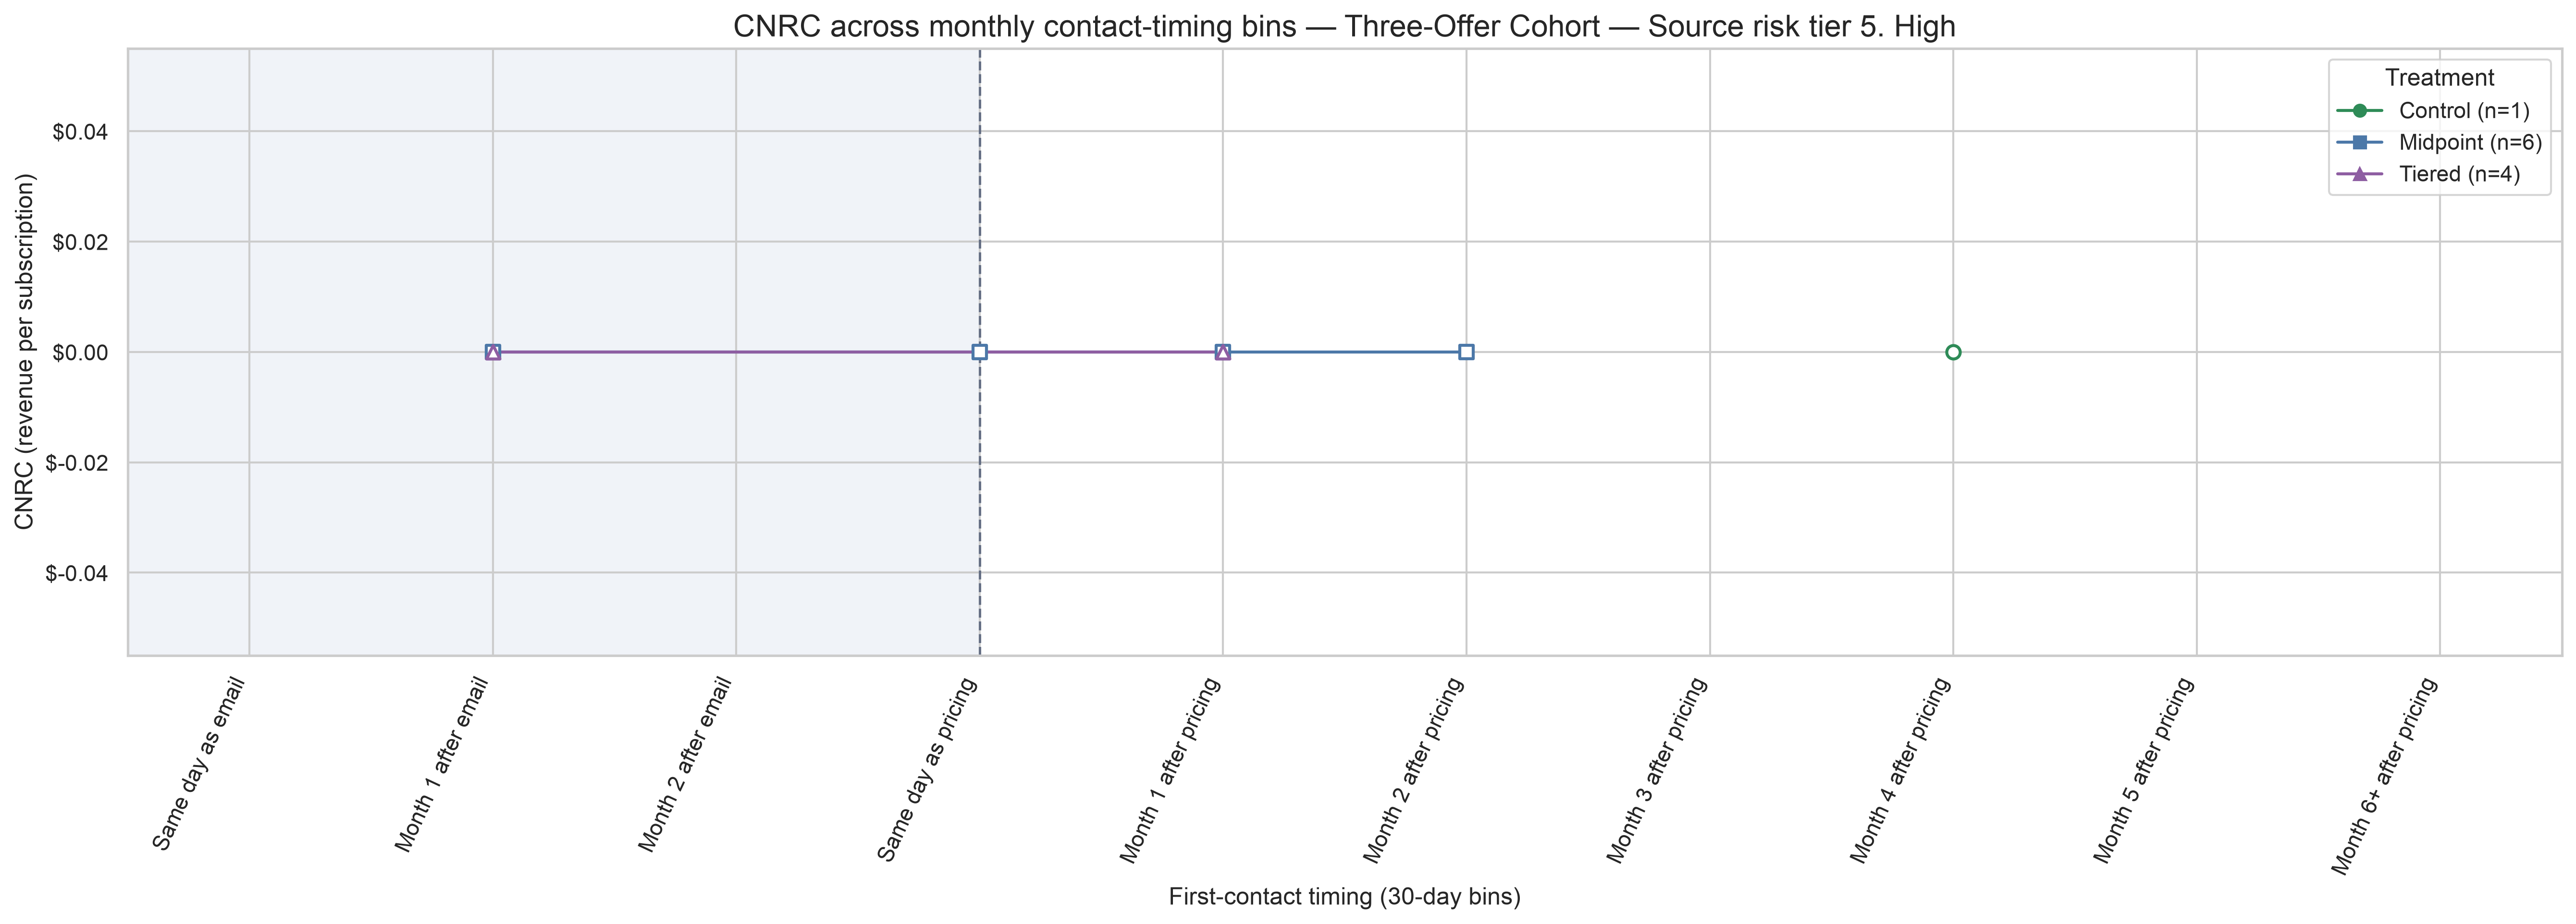 CNRC across monthly contact-timing bins — Three-Offer Cohort — Source risk tier 5. High
Treatment
Control (n=1)
Midpoint (n=6)
Tiered (n=4)
CNRC (revenue per subscription)
$0.04
$0.02
$0.00
$-0.02
$-0.04
Same day as email
Month 1 after email
Month 2 after email
Same day as pricing
Month 1 after pricing
Month 2 after pricing
Month 3 after pricing
Month 4 after pricing
Month 5 after pricing
Month 6+ after pricing
First-contact timing (30-day bins)